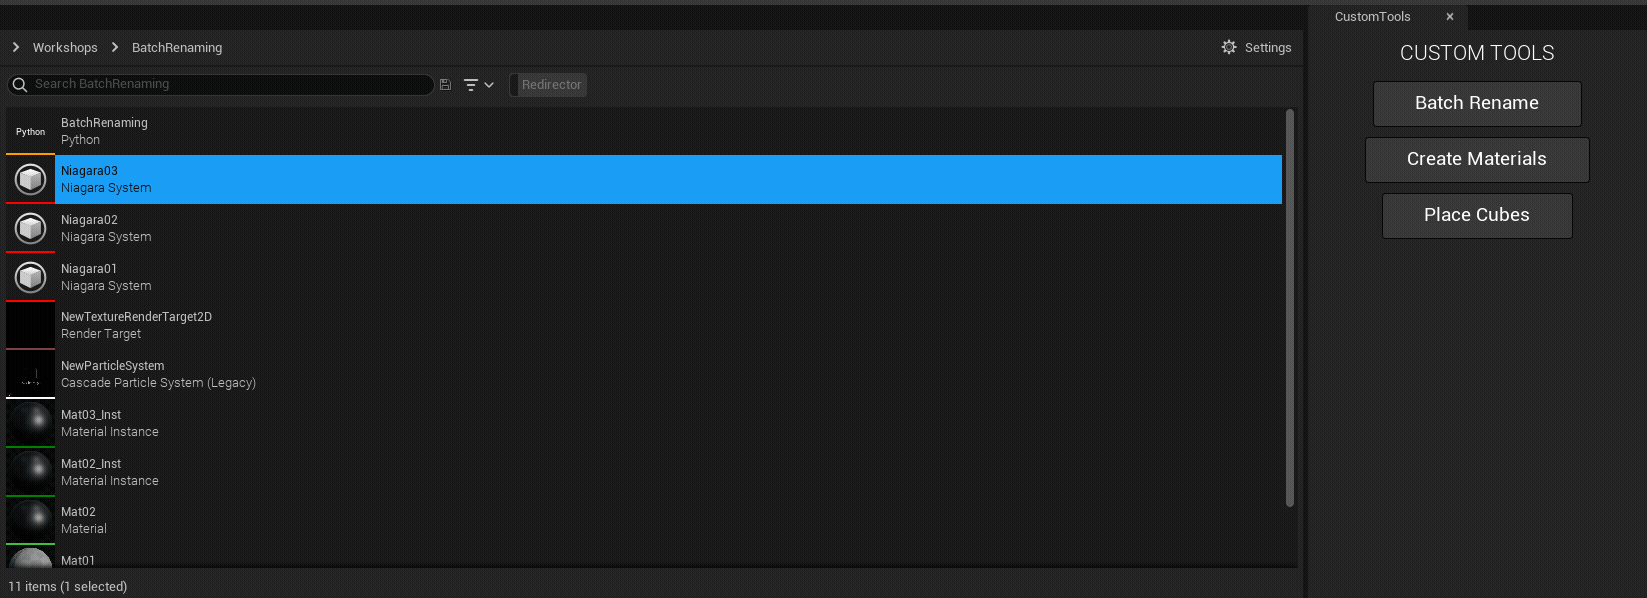 CustomTools
Workshops BatchRenaming
Settings
Search BatchRenaming
Redirector
Python
BatchRenaming
Python
Niagara03
Niagara System
Niagara02
Niagara System
Niagara01
Niagara System
NewTextureRenderTarget2D
Render Target
NewParticleSystem
Cascade Particle System (Legacy)
Mat03_Inst
Material Instance
Mat02_Inst
Material Instance
Mat02
Material
Mat01
11 items (1 selected)
CUSTOM TOOLS
Batch Rename
Create Materials
Place Cubes